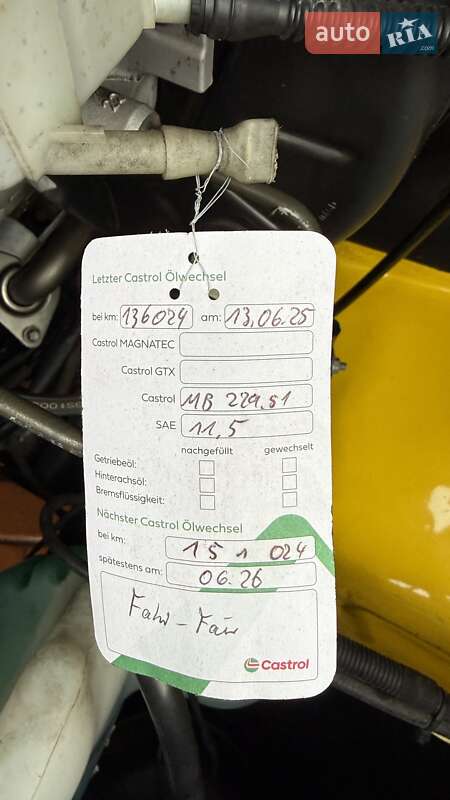 auto RIA.com
Letzter Castrol Ölwechsel
bei km: 136024 am: 13.06.25
Castrol MAGNATEC
Castrol GTX
Castrol MB 229.51
SAE 11,5
nachgefüllt gewechselt
Getriebeöl:
Hinterachsöl:
Bremsflüssigkeit:
Nächster Castrol Ölwechsel
bei km: 151024
spätestens am: 06.26
Fahr-Fair
Castrol